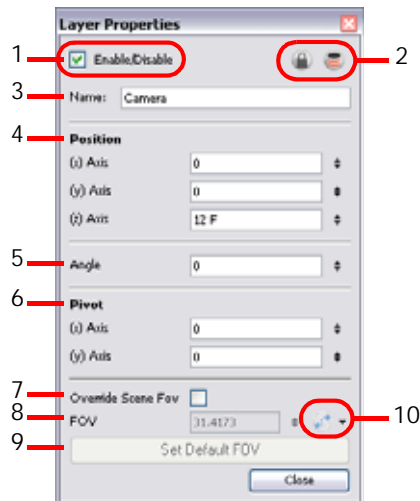 Layer Properties
1 Enable/Disable 2
3 Name: Camera
4 Position
(x) Axis 0
(y) Axis 0
(z) Axis 12 F
5 Angle 0
6 Pivot
(x) Axis 0
(y) Axis 0
7 Override Scene Fov
8 FOV 31.4173 10
9 Set Default FOV
Close